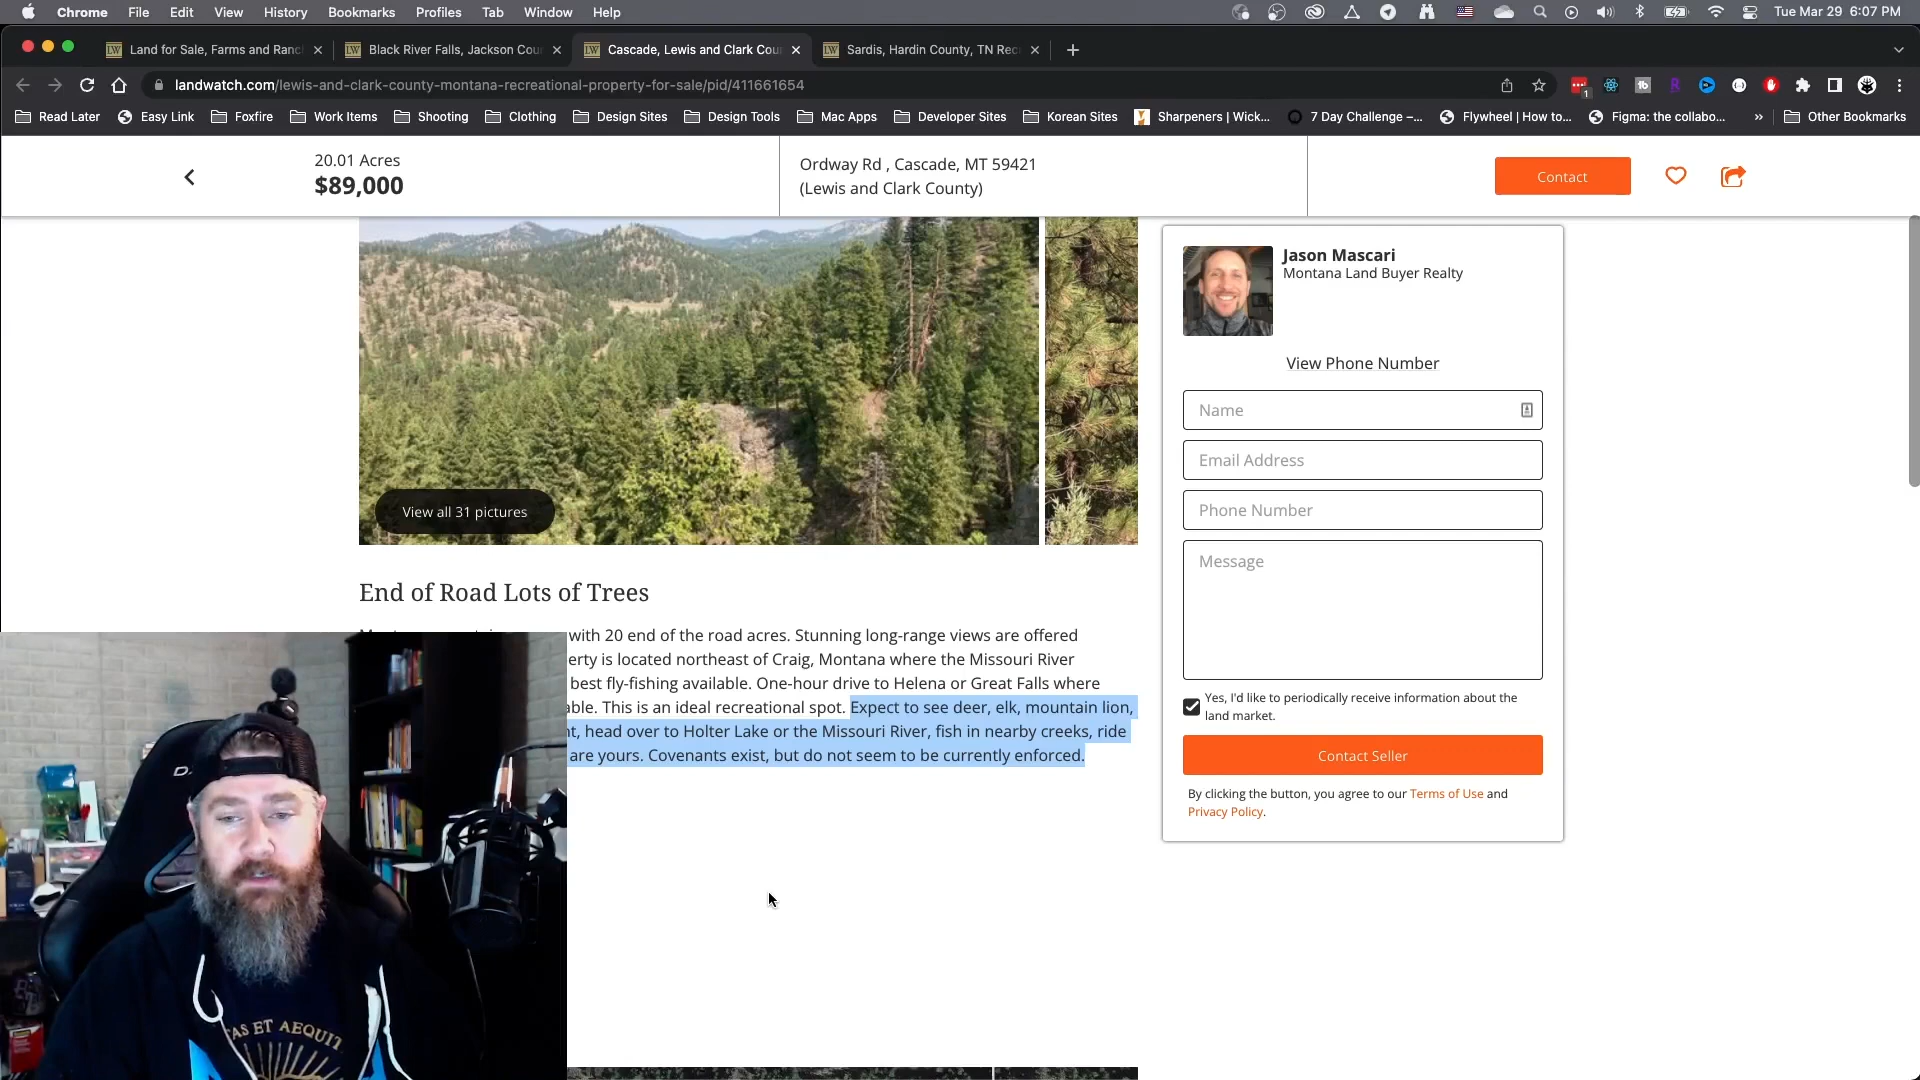 Chrome File Edit View History Bookmarks Profiles Tab Window Help Tue Mar 29 6:07 PM
Land for Sale, Farms and Ranc Black River Falls, Jackson Cou Cascade, Lewis and Clark Cou Sardis, Hardin County, TN Rec
landwatch.com/lewis-and-clark-county-montana-recreational-property-for-sale/pid/411661654
Read Later Easy Link Foxfire Work Items Shooting Clothing Design Sites Design Tools Mac Apps Developer Sites Korean Sites Sharpeners | Wick... 7 Day Challenge –... Flywheel | How to... Figma: the collabo... » Other Bookmarks
20.01 Acres
$89,000
Ordway Rd , Cascade, MT 59421
(Lewis and Clark County)
Contact
View all 31 pictures
End of Road Lots of Trees
with 20 end of the road acres. Stunning long-range views are offered
erty is located northeast of Craig, Montana where the Missouri River
best fly-fishing available. One-hour drive to Helena or Great Falls where
able. This is an ideal recreational spot. Expect to see deer, elk, mountain lion,
nt, head over to Holter Lake or the Missouri River, fish in nearby creeks, ride
are yours. Covenants exist, but do not seem to be currently enforced.
Jason Mascari
Montana Land Buyer Realty
View Phone Number
Name
Email Address
Phone Number
Message
Yes, I'd like to periodically receive information about the
land market.
Contact Seller
By clicking the button, you agree to our Terms of Use and
Privacy Policy.
AS ET AEQUIT